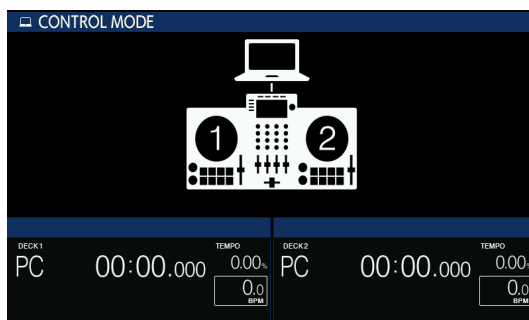 CONTROL MODE
1 2
DECK1 TEMPO DECK2 TEMPO
PC 00:00.000 0.00% PC 00:00.000 0.00%
0.0 0.0
BPM BPM